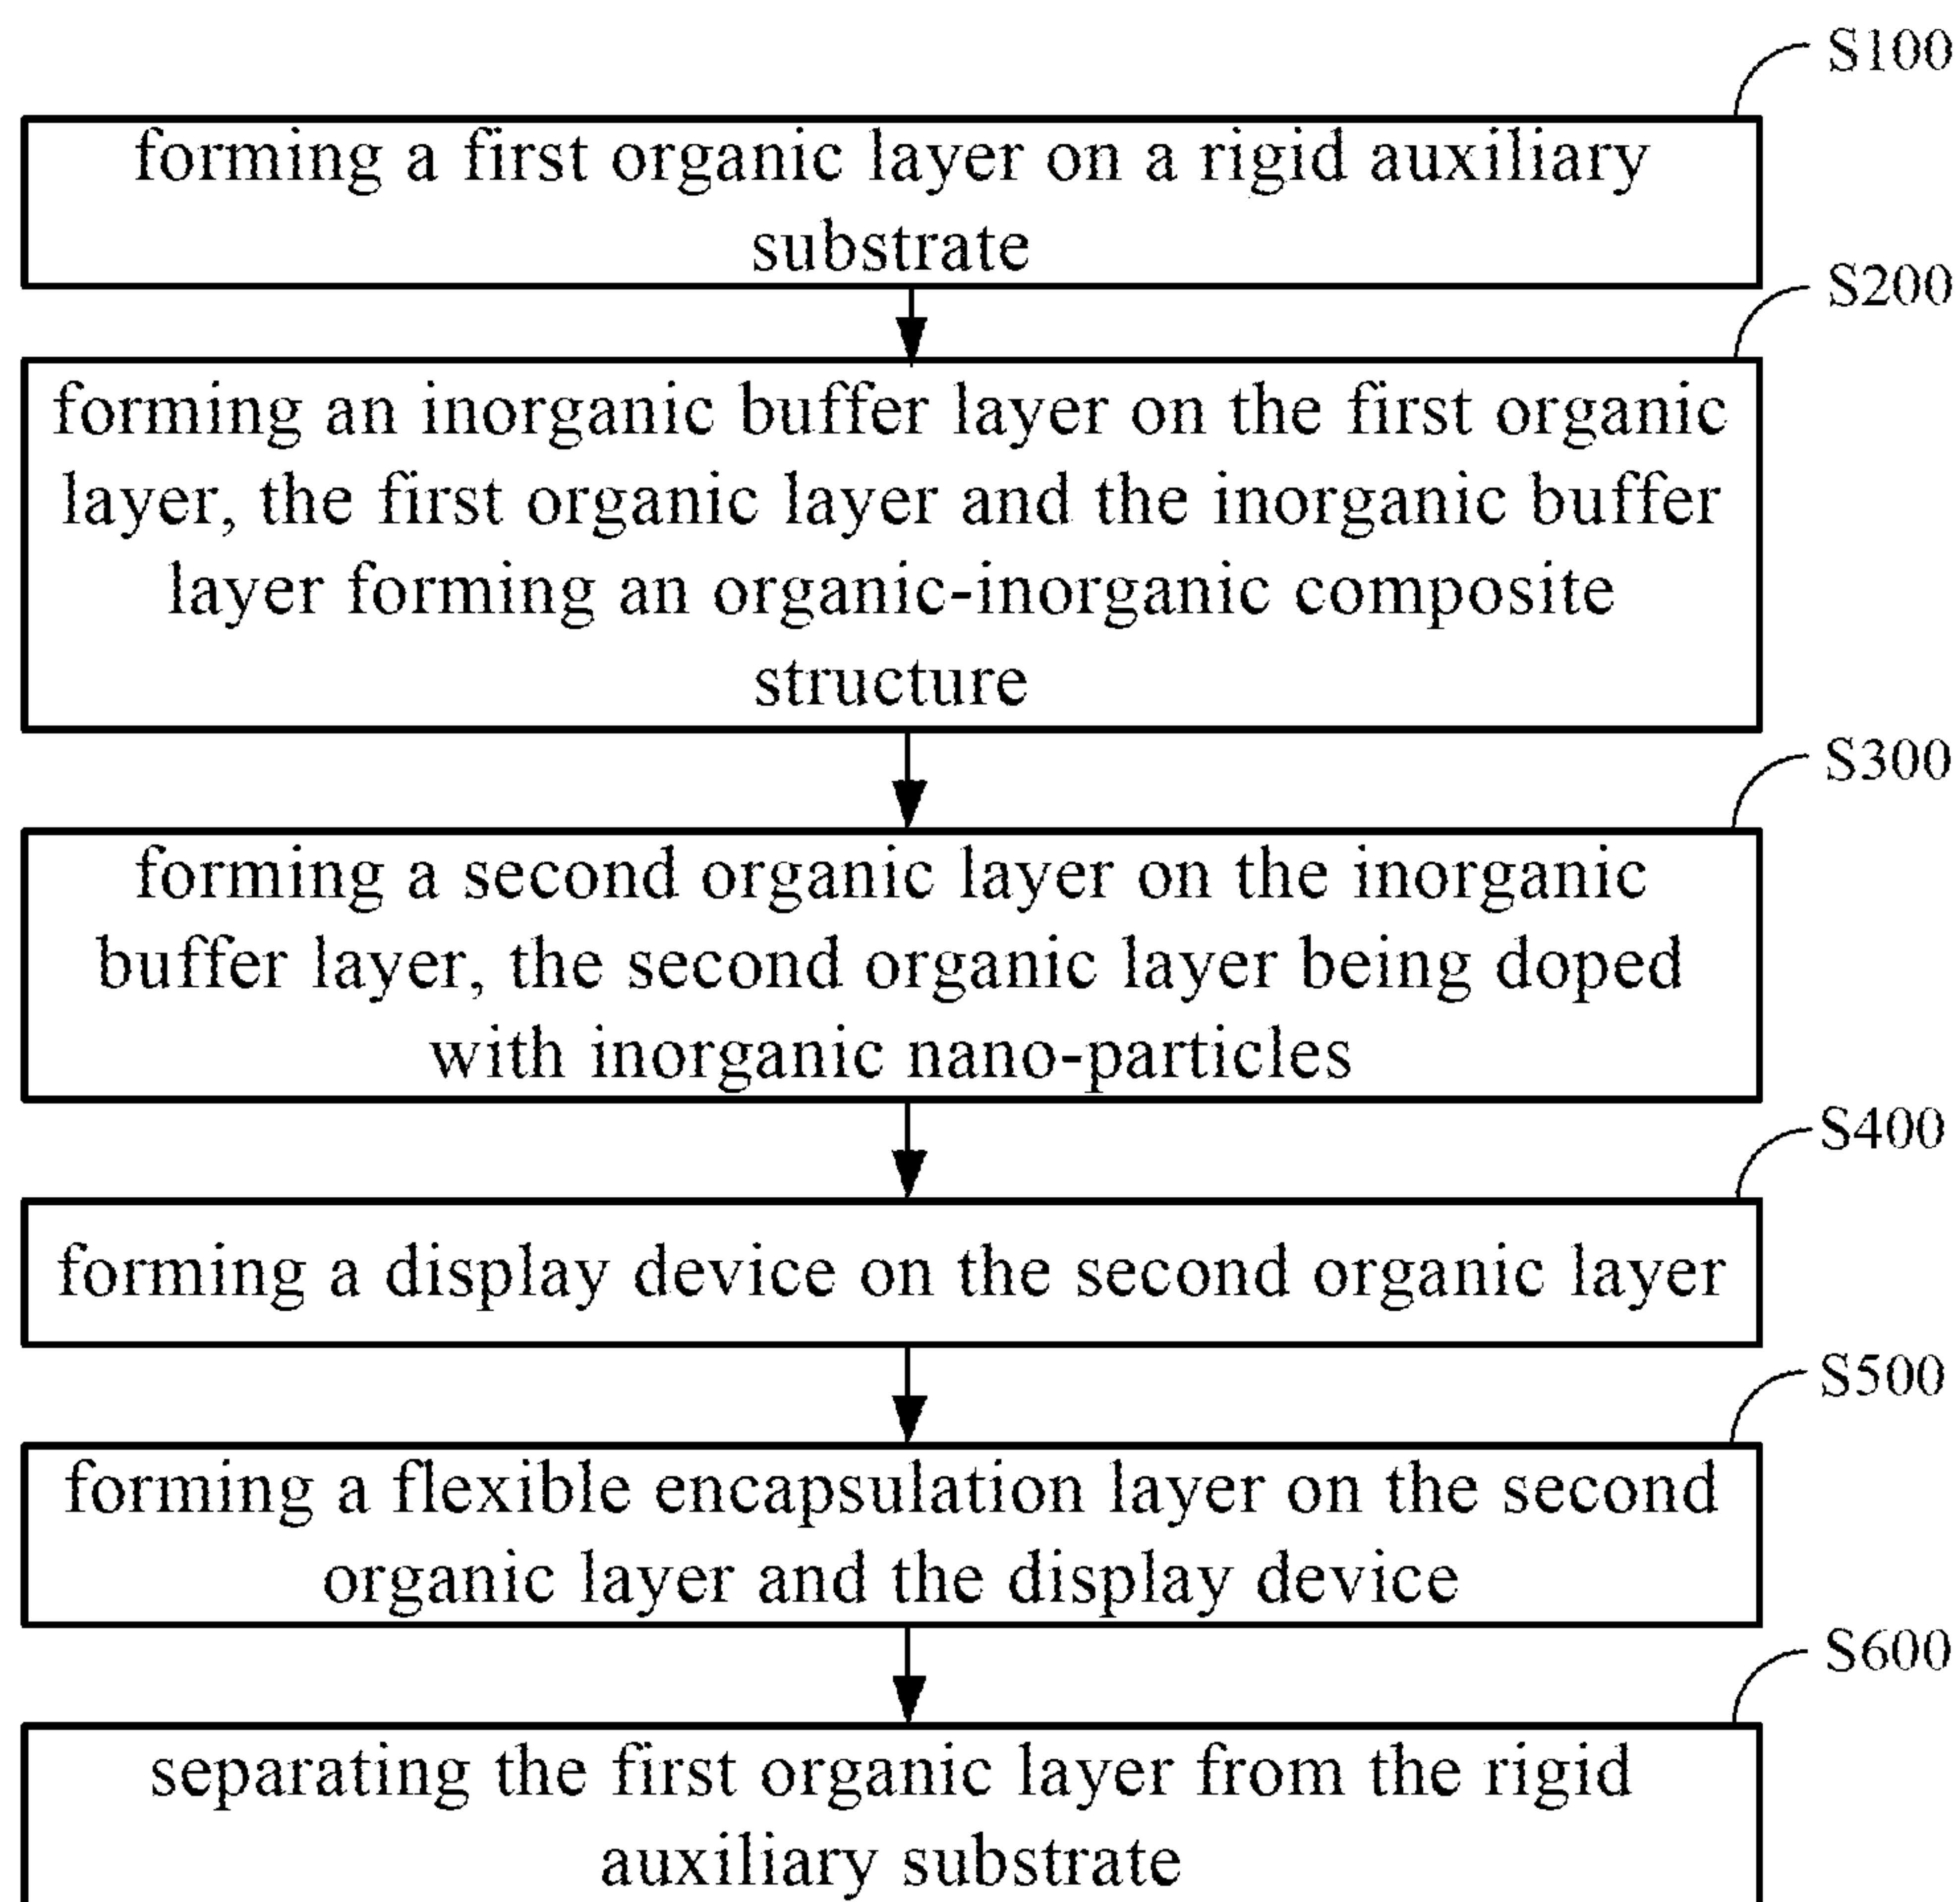 S100
forming a first organic layer on a rigid auxiliary
substrate
S200
forming an inorganic buffer layer on the first organic
layer, the first organic layer and the inorganic buffer
layer forming an organic-inorganic composite
structure
S300
forming a second organic layer on the inorganic
buffer layer, the second organic layer being doped
with inorganic nano-particles
S400
forming a display device on the second organic layer
S500
forming a flexible encapsulation layer on the second
organic layer and the display device
S600
separating the first organic layer from the rigid
auxiliary substrate